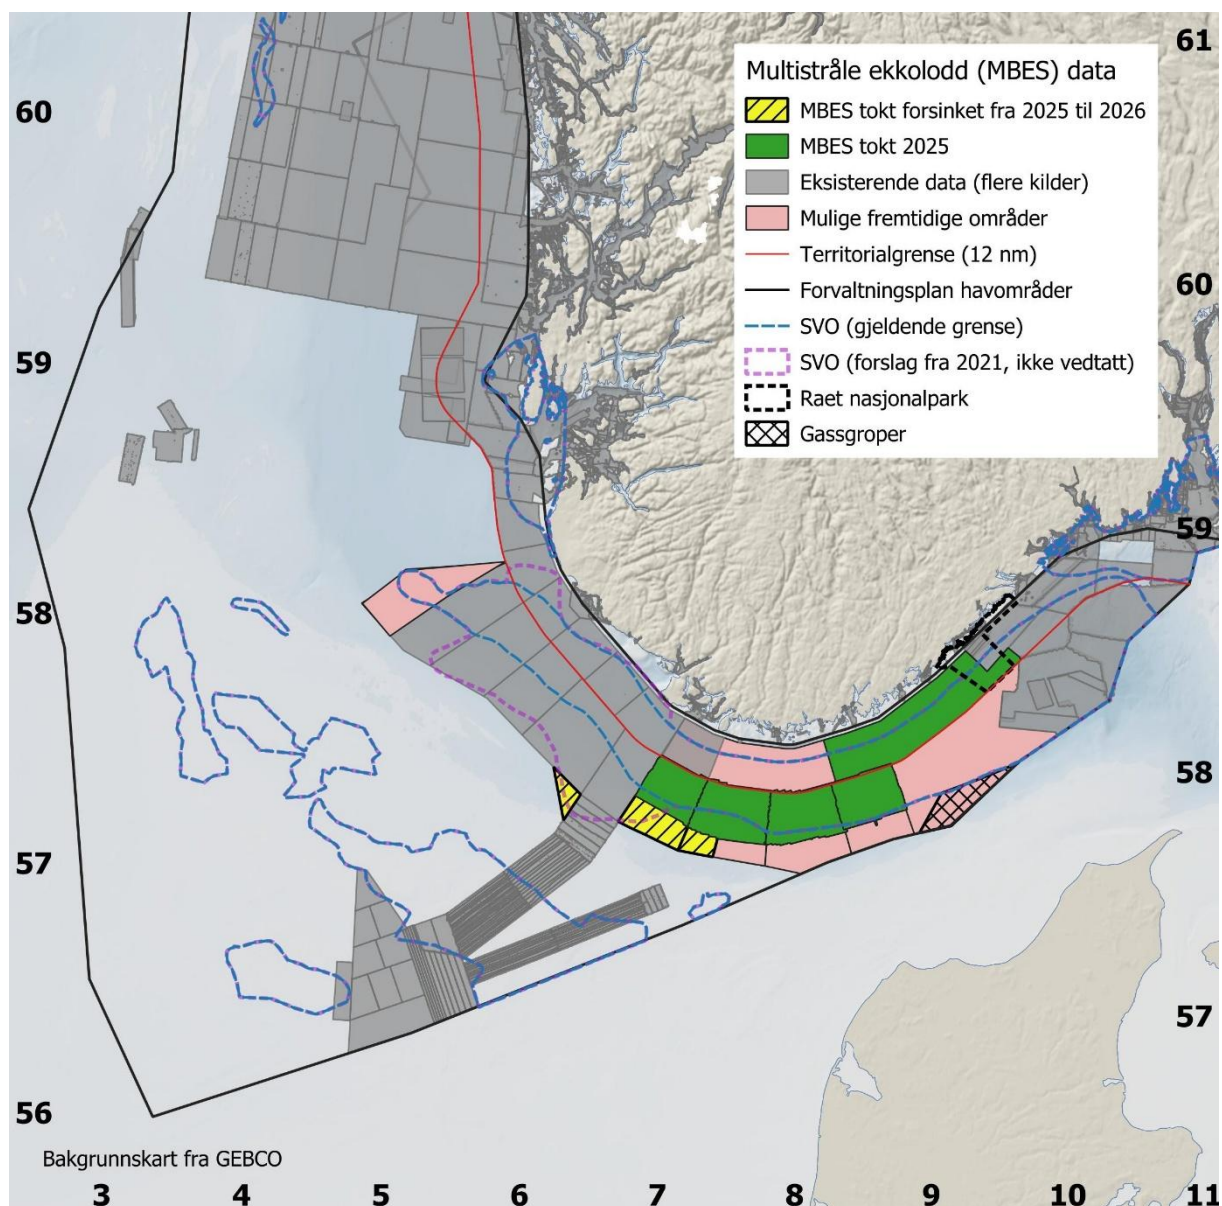 61
60
59
58
57
56
Multistråle ekkolodd (MBES) data
MBES tokt forsinket fra 2025 til 2026
MBES tokt 2025
Eksisterende data (flere kilder)
Mulige fremtidige områder
Territorialgrense (12 nm)
Forvaltningsplan havområder
SVO (gjeldende grense)
SVO (forslag fra 2021, ikke vedtatt)
Raet nasjonalpark
Gassgroper
60
59
58
57
Bakgrunnskart fra GEBCO
3 4 5 6 7 8 9 10 11